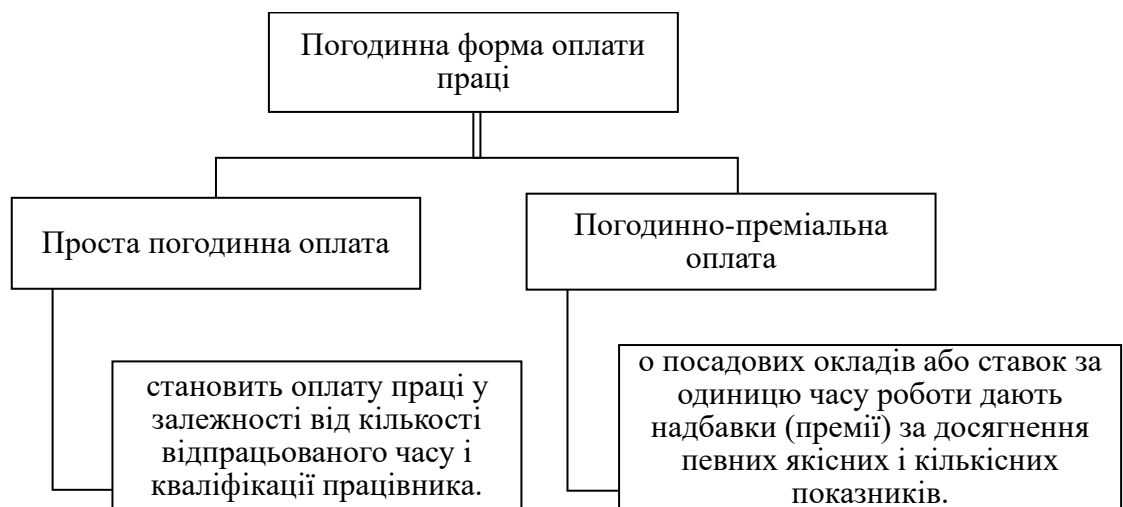 Погодинна форма оплати
праці
Проста погодинна оплата
Погодинно-преміальна
оплата
становить оплату праці у
залежності від кількості
відпрацьованого часу і
кваліфікації працівника.
о посадових окладів або ставок за
одиницю часу роботи дають
надбавки (премії) за досягнення
певних якісних і кількісних
показників.